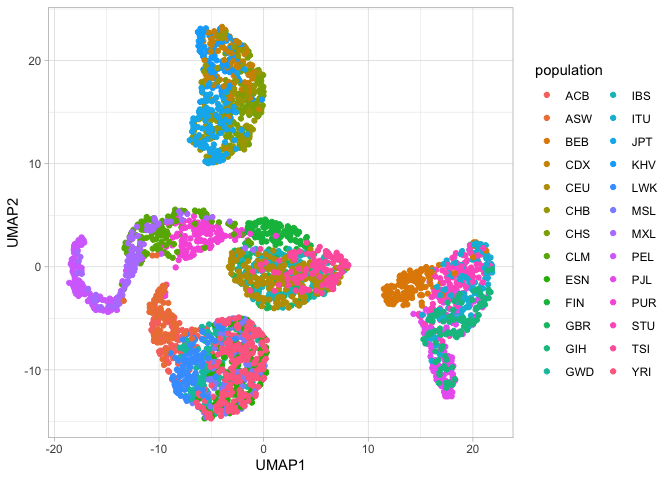 20
10
0
-10
UMAP2
-20
-10
0
10
20
UMAP1
population
ACB
ASW
BEB
CDX
CEU
CHB
CHS
CLM
ESN
FIN
GBR
GIH
GWD
IBS
ITU
JPT
KHV
LWK
MSL
MXL
PEL
PJL
PUR
STU
TSI
YRI